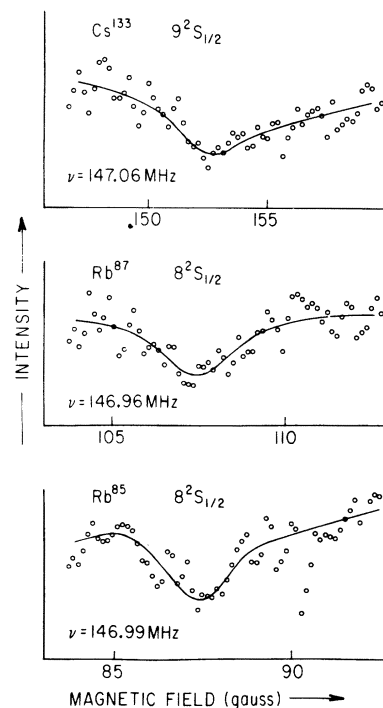 Cs¹³³ 9²S₁/₂
ν=147.06 MHz
150 155
Rb⁸⁷ 8²S₁/₂
ν=146.96 MHz
105 110
Rb⁸⁵ 8²S₁/₂
ν=146.99 MHz
85 90
INTENSITY
MAGNETIC FIELD (gauss)